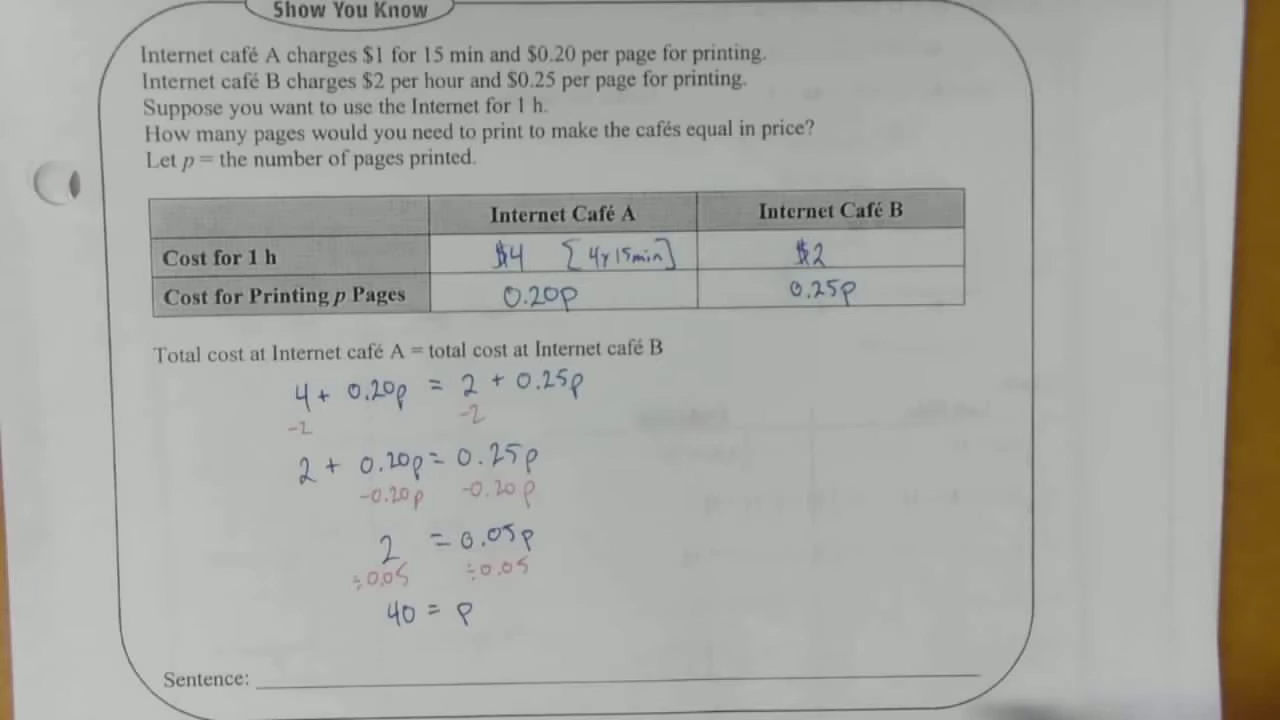 Show You Know
Internet café A charges $1 for 15 min and $0.20 per page for printing.
Internet café B charges $2 per hour and $0.25 per page for printing.
Suppose you want to use the Internet for 1 h.
How many pages would you need to print to make the cafés equal in price?
Let p = the number of pages printed.
Internet Café A Internet Café B
Cost for 1 h $4 [4x15min] $2
Cost for Printing p Pages 0.20p 0.25p
Total cost at Internet café A = total cost at Internet café B
4 + 0.20p = 2 + 0.25p
-2 -2
2 + 0.20p = 0.25p
-0.20p -0.20p
2 = 0.05p
÷0.05 ÷0.05
40 = p
Sentence: